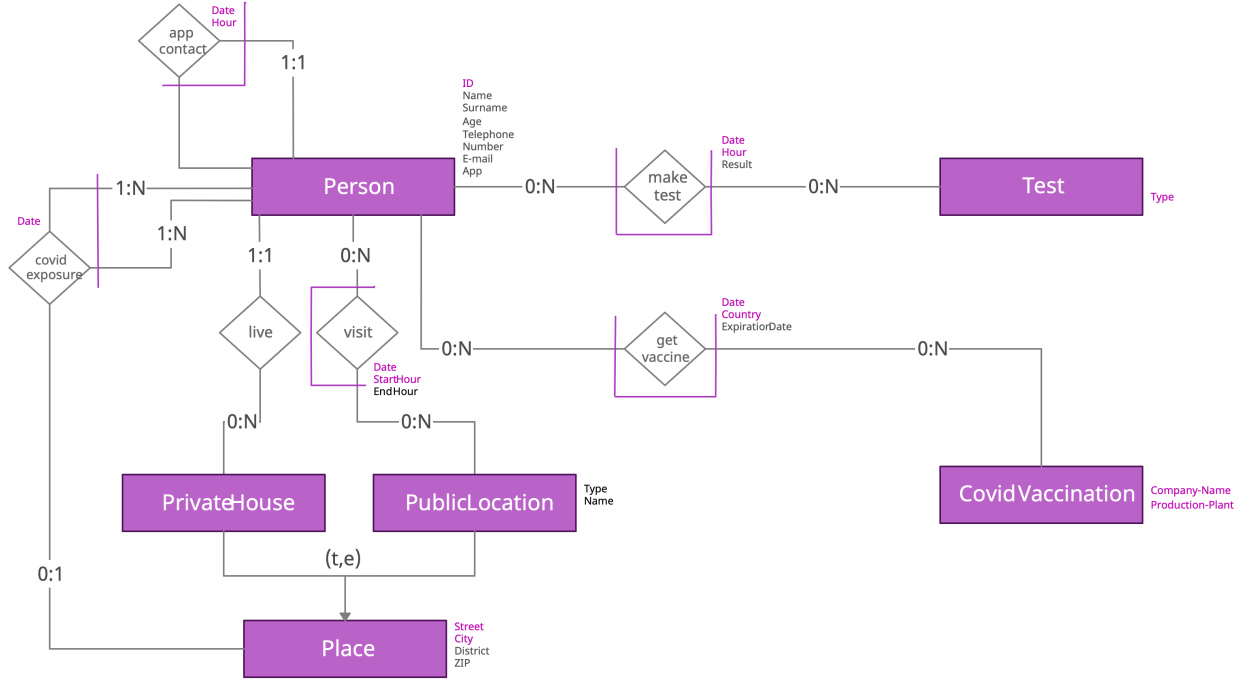 app
contact
Date
Hour
1:1
ID
Name
Surname
Age
Telephone
Number
E-mail
App
Person
0:N
make
test
Date
Hour
Result
0:N
Test
Type
1:N
1:N
Date
covid
exposure
1:1
0:N
live
visit
Date
StartHour
EndHour
0:N
get
vaccine
Date
Country
ExpirationDate
0:N
0:N
0:N
PrivateHouse
PublicLocation
Type
Name
CovidVaccination
Company-Name
Production-Plant
(t,e)
0:1
Place
Street
City
District
ZIP